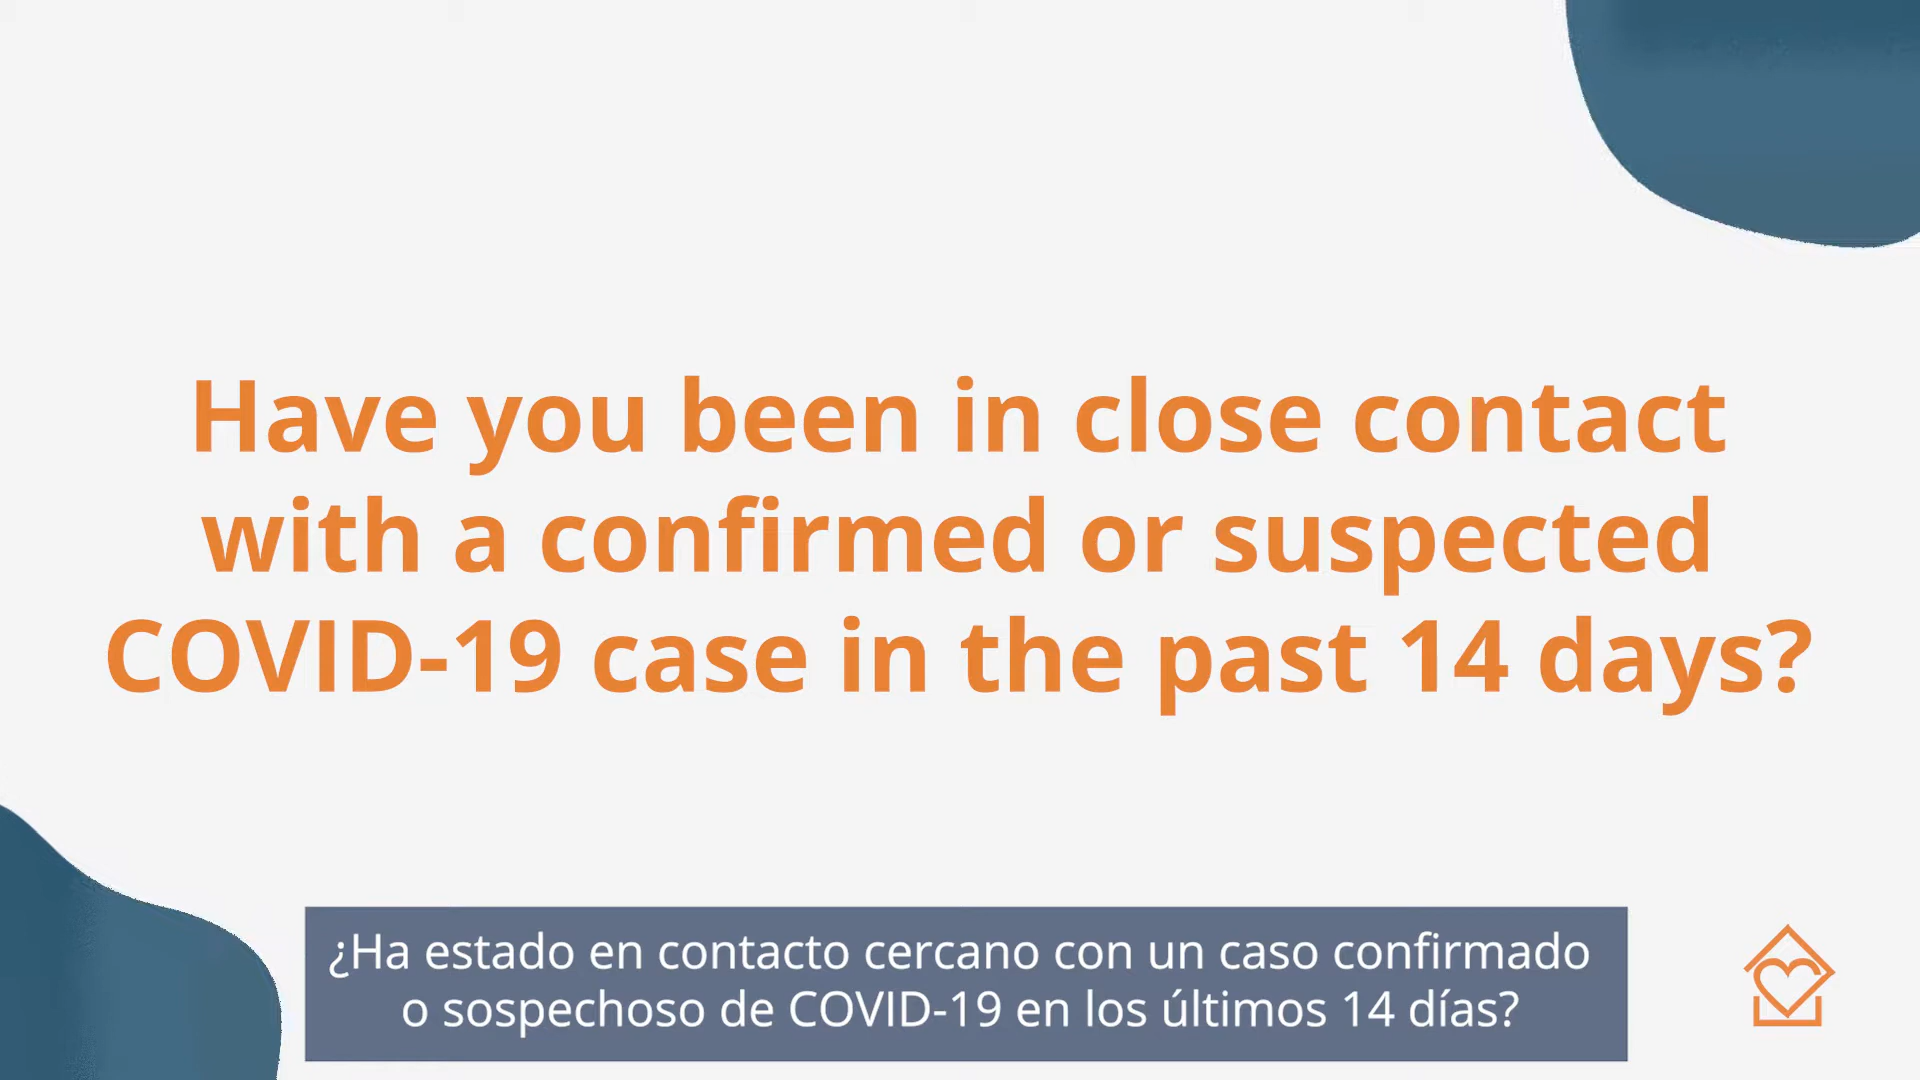 Have you been in close contact
with a confirmed or suspected
COVID-19 case in the past 14 days?
¿Ha estado en contacto cercano con un caso confirmado
o sospechoso de COVID-19 en los últimos 14 días?